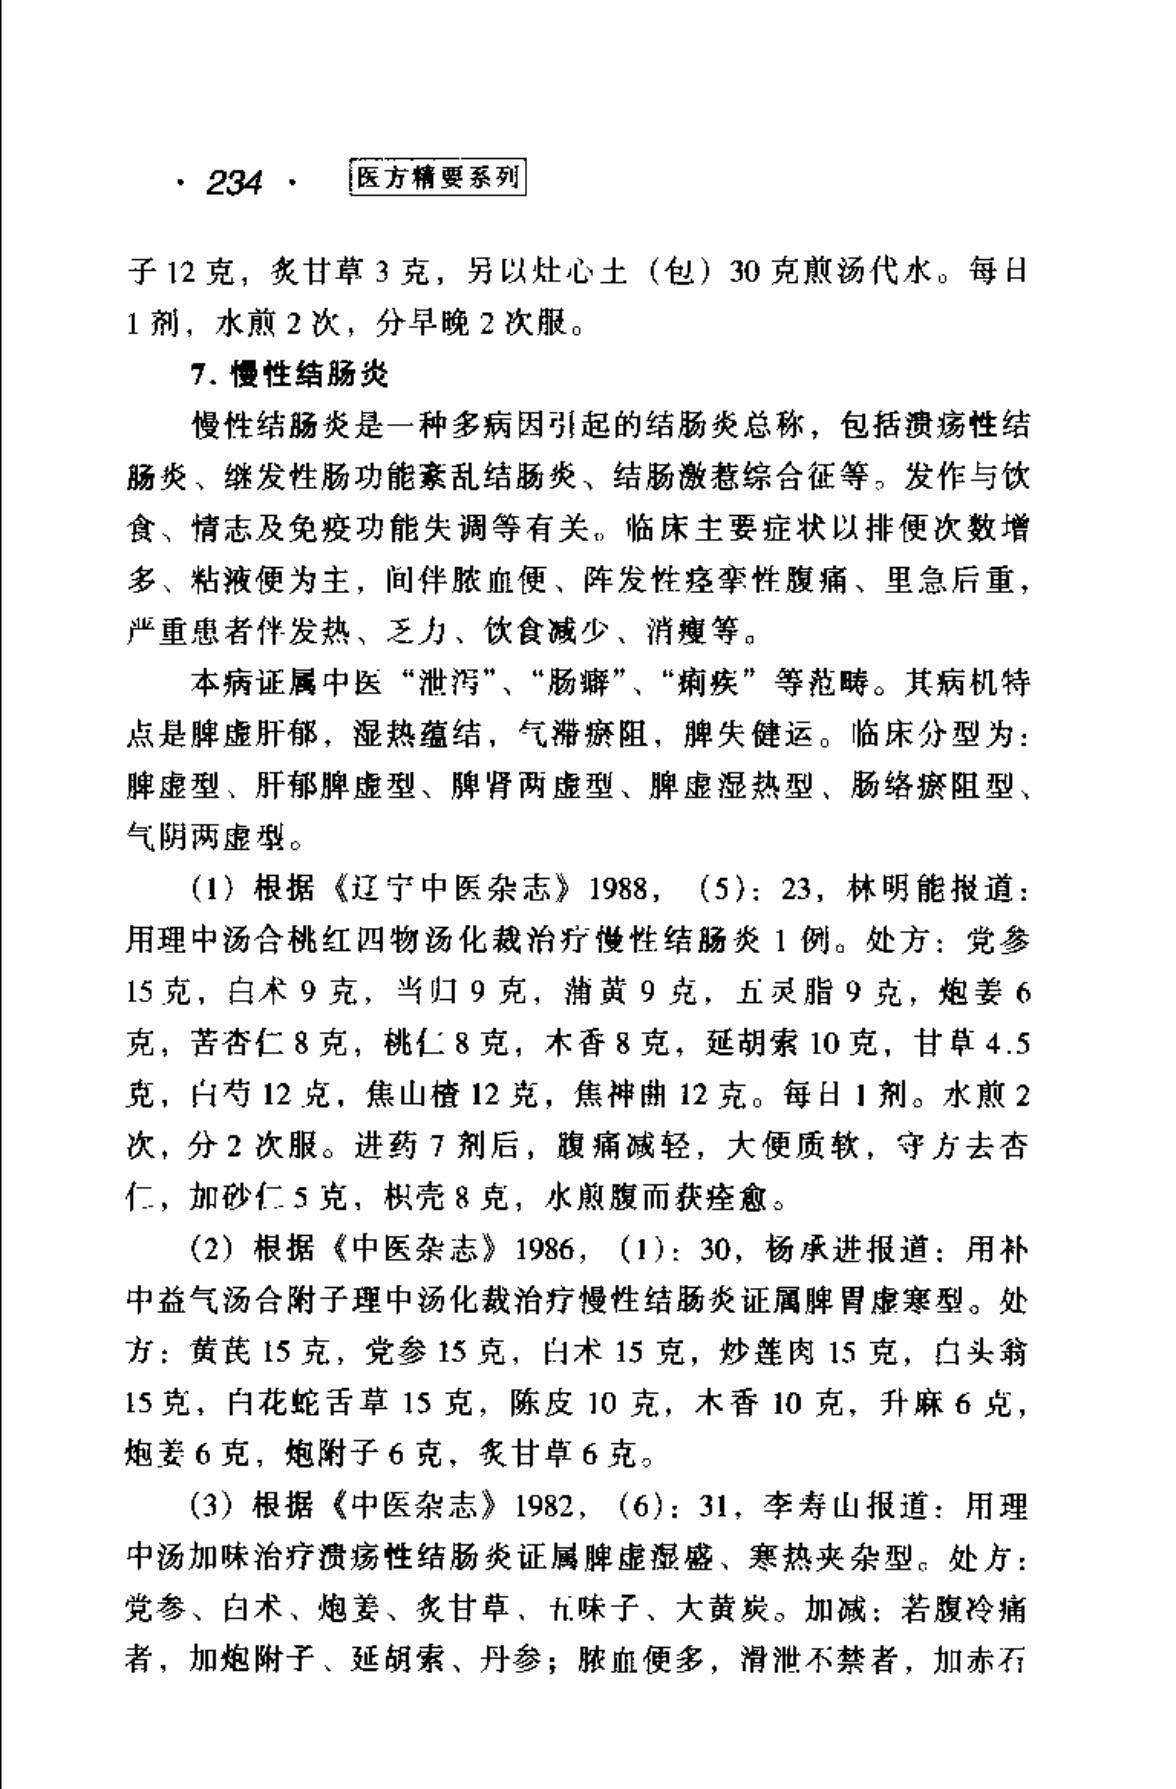 · 234 · 医方精要系列
子 12 克，炙甘草 3 克，另以灶心土（包）30 克煎汤代水。每日
1 剂，水煎 2 次，分早晚 2 次服。
7. 慢性结肠炎
慢性结肠炎是一种多病因引起的结肠炎总称，包括溃疡性结
肠炎、继发性肠功能紊乱结肠炎、结肠激惹综合征等。发作与饮
食、情志及免疫功能失调等有关。临床主要症状以排便次数增
多、粘液便为主，间伴脓血便、阵发性痉挛性腹痛、里急后重，
严重患者伴发热、乏力、饮食减少、消瘦等。
本病证属中医“泄泻”、“肠癖”、“痢疾”等范畴。其病机特
点是脾虚肝郁，湿热蕴结，气滞瘀阻，脾失健运。临床分型为：
脾虚型、肝郁脾虚型、脾肾两虚型、脾虚湿热型、肠络瘀阻型、
气阴两虚型。
（1）根据《辽宁中医杂志》1988，（5）：23，林明能报道：
用理中汤合桃红四物汤化裁治疗慢性结肠炎 1 例。处方：党参
15 克，白术 9 克，当归 9 克，蒲黄 9 克，五灵脂 9 克，炮姜 6
克，苦杏仁 8 克，桃仁 8 克，木香 8 克，延胡索 10 克，甘草 4.5
克，白芍 12 克，焦山楂 12 克，焦神曲 12 克。每日 1 剂。水煎 2
次，分 2 次服。进药 7 剂后，腹痛减轻，大便质软，守方去杏
仁，加砂仁 5 克，枳壳 8 克，水煎腹而获痊愈。
（2）根据《中医杂志》1986，（1）：30，杨承进报道：用补
中益气汤合附子理中汤化裁治疗慢性结肠炎证属脾胃虚寒型。处
方：黄芪 15 克，党参 15 克，白术 15 克，炒莲肉 15 克，白头翁
15 克，白花蛇舌草 15 克，陈皮 10 克，木香 10 克，升麻 6 克，
炮姜 6 克，炮附子 6 克，炙甘草 6 克。
（3）根据《中医杂志》1982，（6）：31，李寿山报道：用理
中汤加味治疗溃疡性结肠炎证属脾虚湿盛、寒热夹杂型。处方：
党参、白术、炮姜、炙甘草、五味子、大黄炭。加减：若腹冷痛
者，加炮附子、延胡索、丹参；脓血便多，滑泄不禁者，加赤石